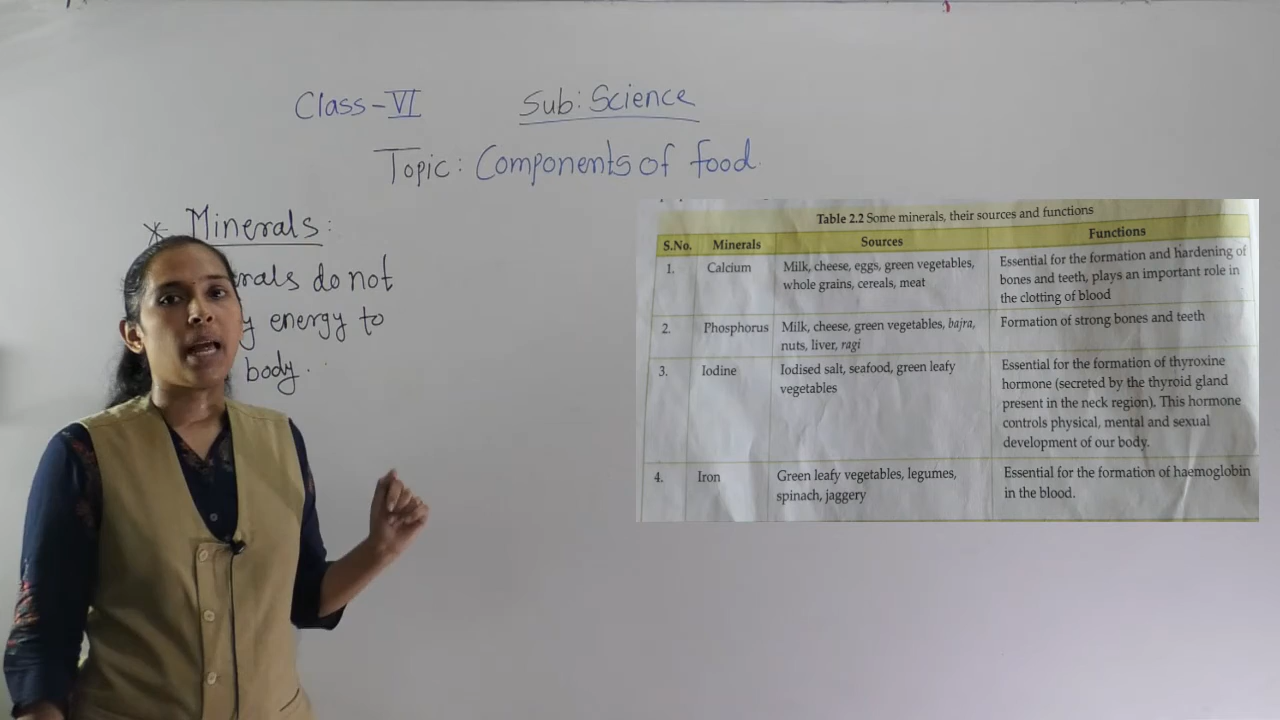 Class-VI Sub: Science
Topic: Components of food.
* Minerals:
rals do not
y energy to
body.
Table 2.2 Some minerals, their sources and functions
S.No. Minerals Sources Functions
1. Calcium Milk, cheese, eggs, green vegetables, Essential for the formation and hardening of
whole grains, cereals, meat bones and teeth, plays an important role in
the clotting of blood
2. Phosphorus Milk, cheese, green vegetables, bajra, Formation of strong bones and teeth
nuts, liver, ragi
3. Iodine Iodised salt, seafood, green leafy Essential for the formation of thyroxine
vegetables hormone (secreted by the thyroid gland
present in the neck region). This hormone
controls physical, mental and sexual
development of our body.
4. Iron Green leafy vegetables, legumes, Essential for the formation of haemoglobin
spinach, jaggery in the blood.